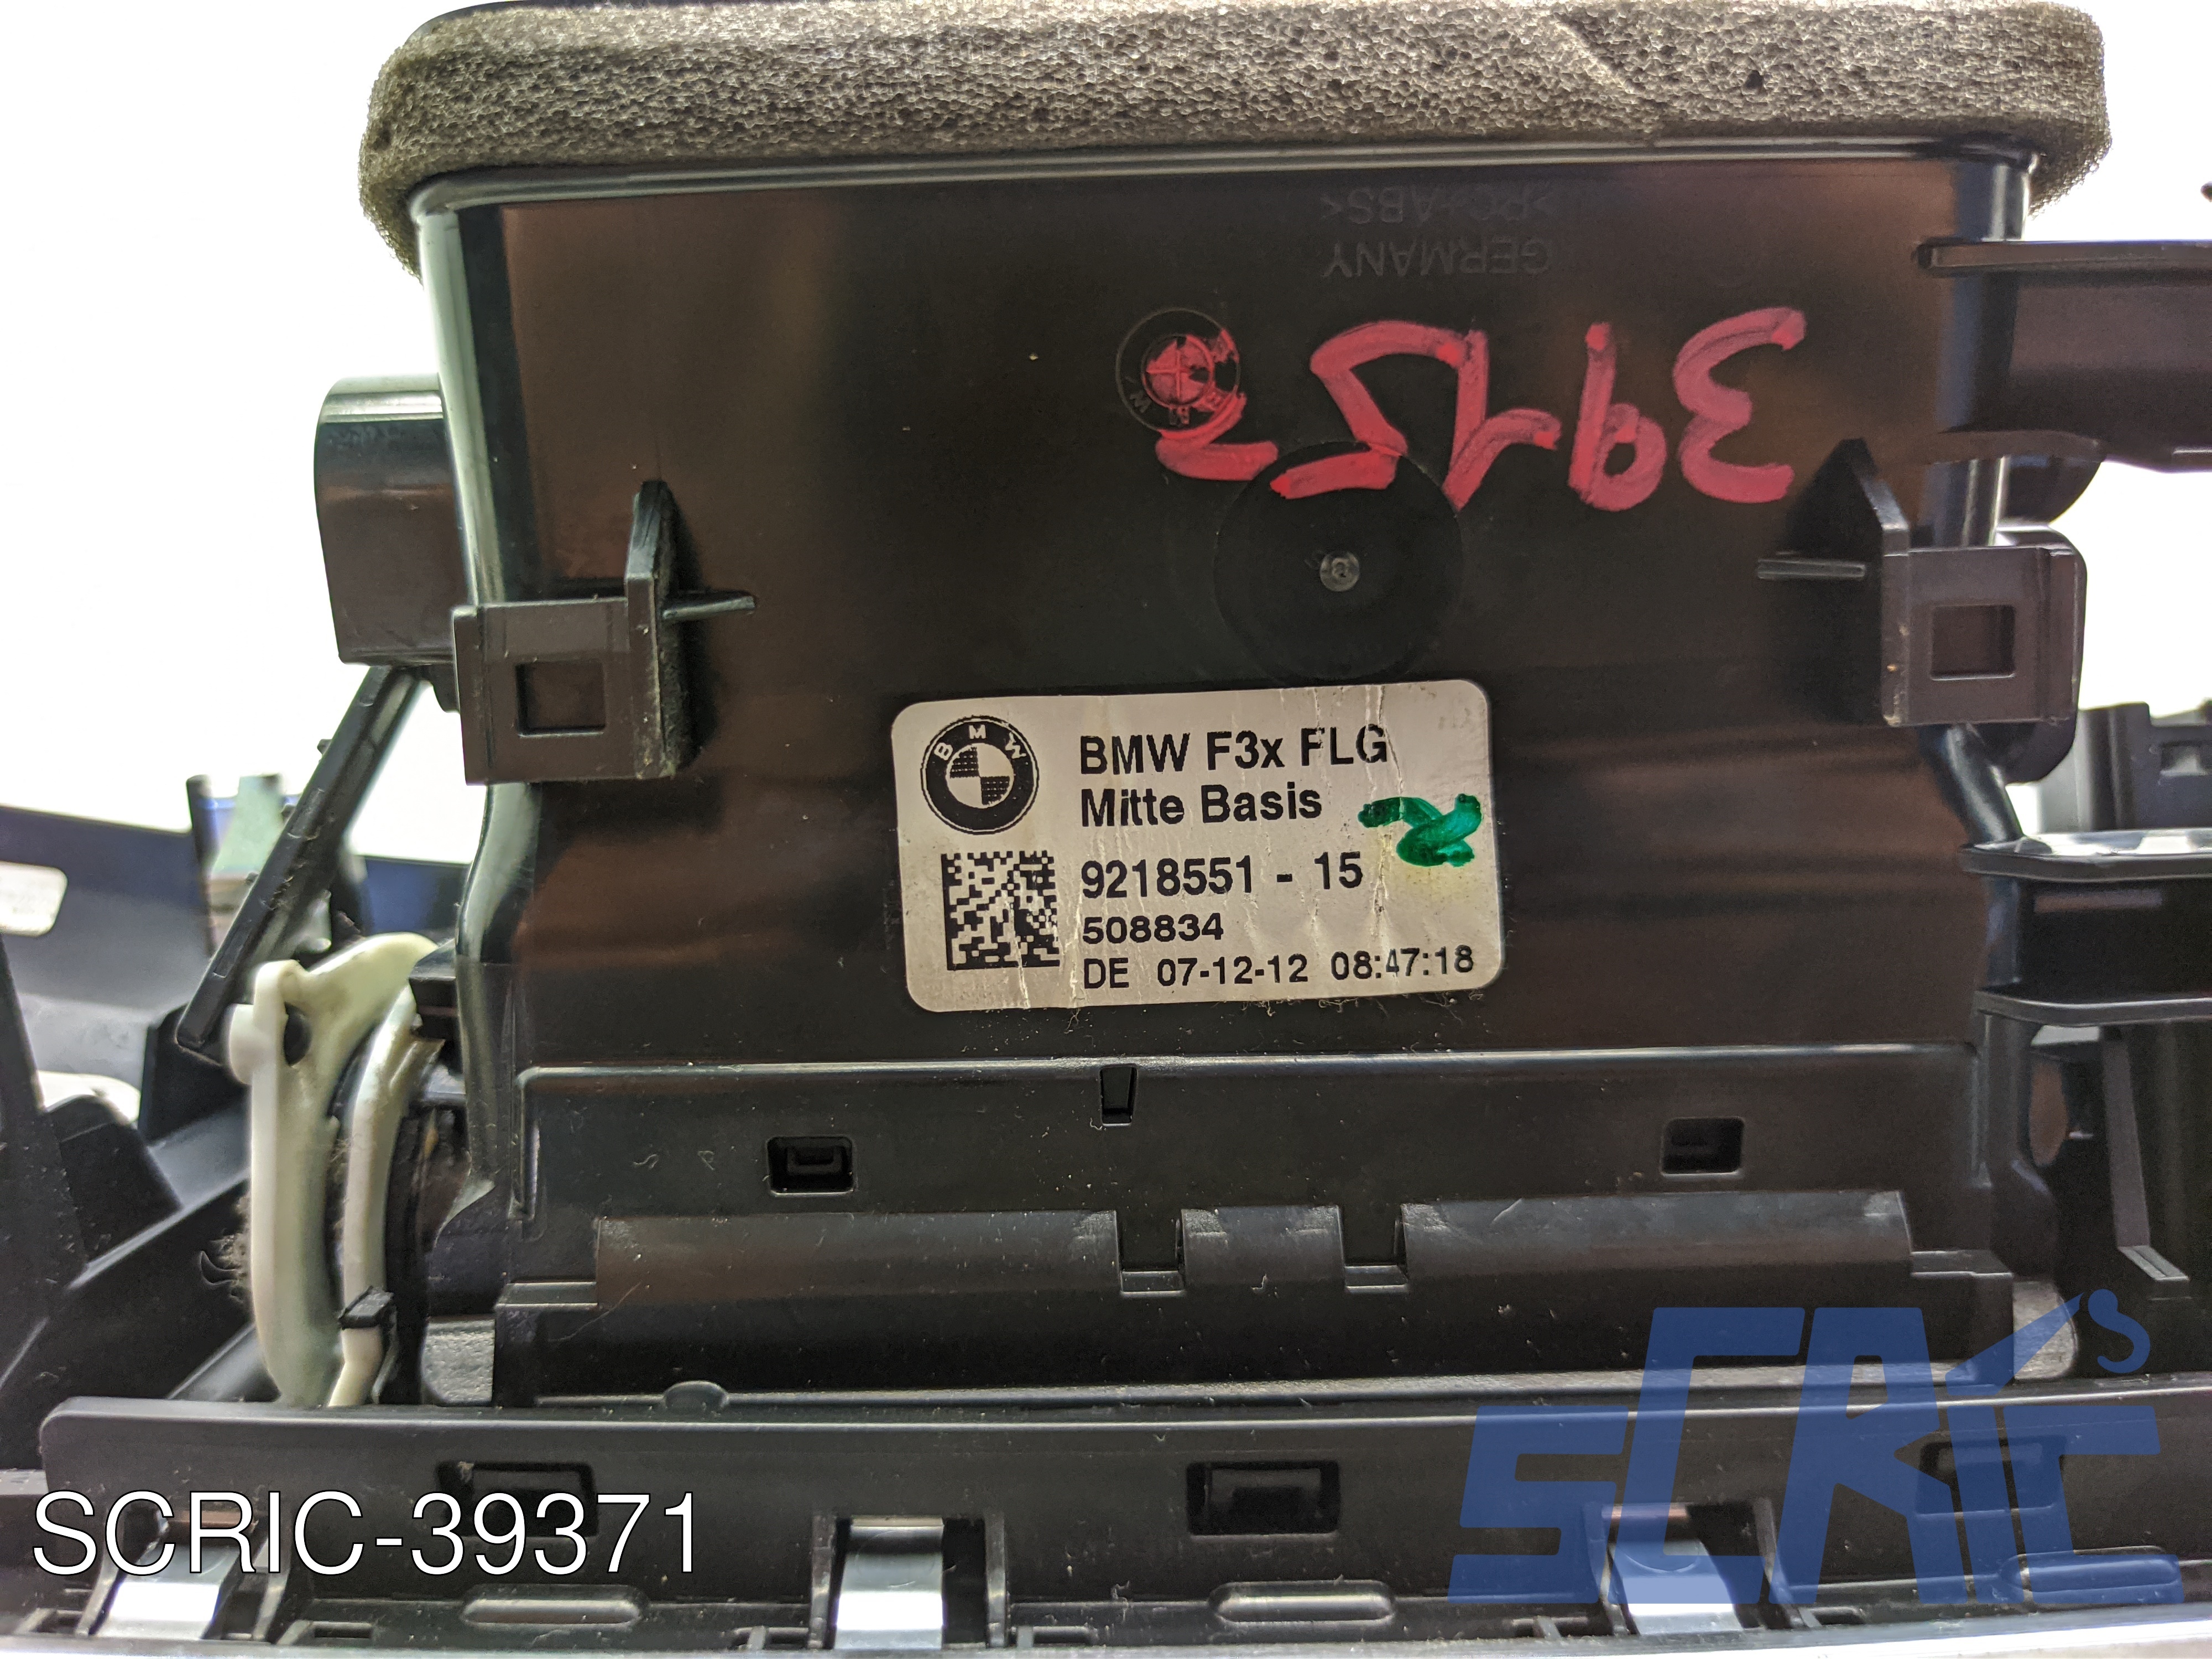 >PC+ABS<
GERMANY
BMW
BMW
BMW F3x FLG
Mitte Basis
9218551 - 15
508834
DE 07-12-12 08:47:18
SCRIC'S
SCRIC-39371